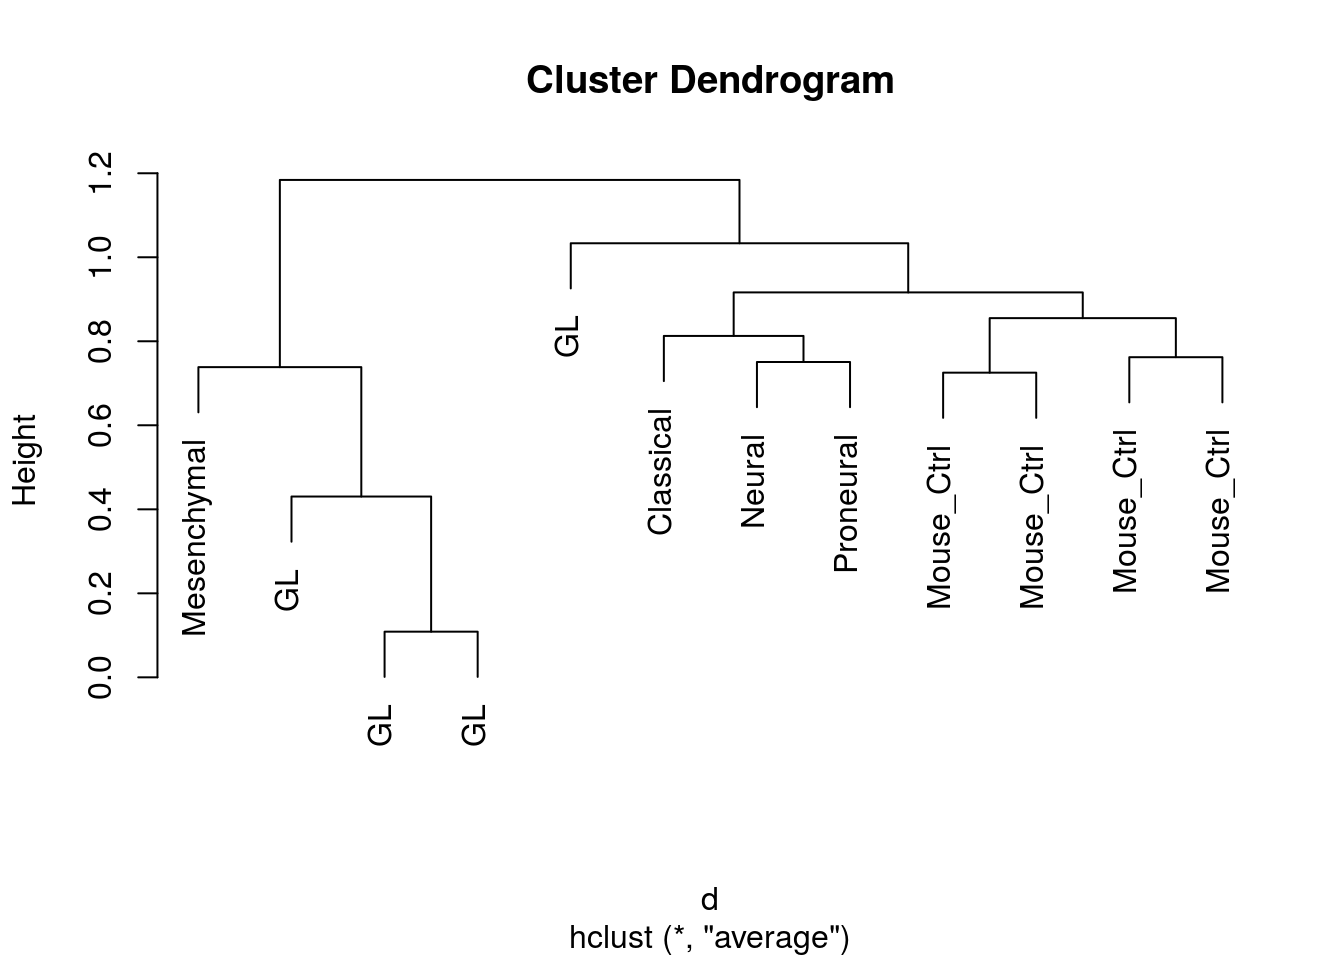 Cluster Dendrogram
Height
1.2
1.0
0.8
0.6
0.4
0.2
0.0
Mesenchymal
GL
GL
GL
GL
Classical
Neural
Proneural
Mouse_Ctrl
Mouse_Ctrl
Mouse_Ctrl
Mouse_Ctrl
d
hclust (*, "average")